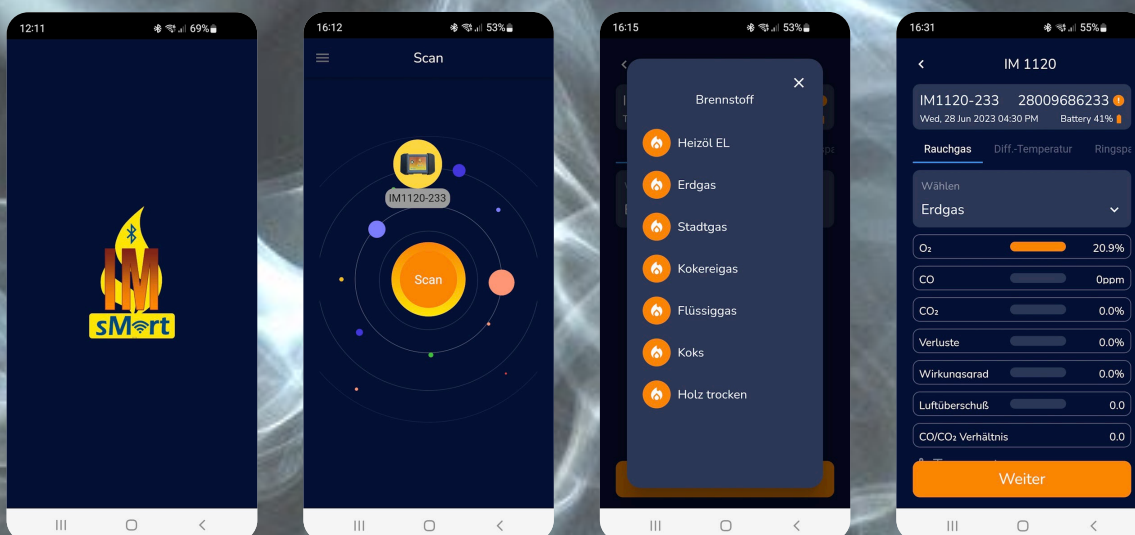 12:11 69%
IM
sMart
16:12 53%
Scan
IM1120-233
Scan
16:15 53%
Brennstoff
Heizöl EL
Erdgas
Stadtgas
Kokereigas
Flüssiggas
Koks
Holz trocken
16:31 55%
IM 1120
IM1120-233 28009686233
Wed, 28 Jun 2023 04:30 PM Battery 41%
Rauchgas Diff.-Temperatur Ringspa
Wählen
Erdgas
O₂ 20.9%
CO 0ppm
CO₂ 0.0%
Verluste 0.0%
Wirkungsgrad 0.0%
Luftüberschuß 0.0
CO/CO₂ Verhältnis 0.0
Weiter